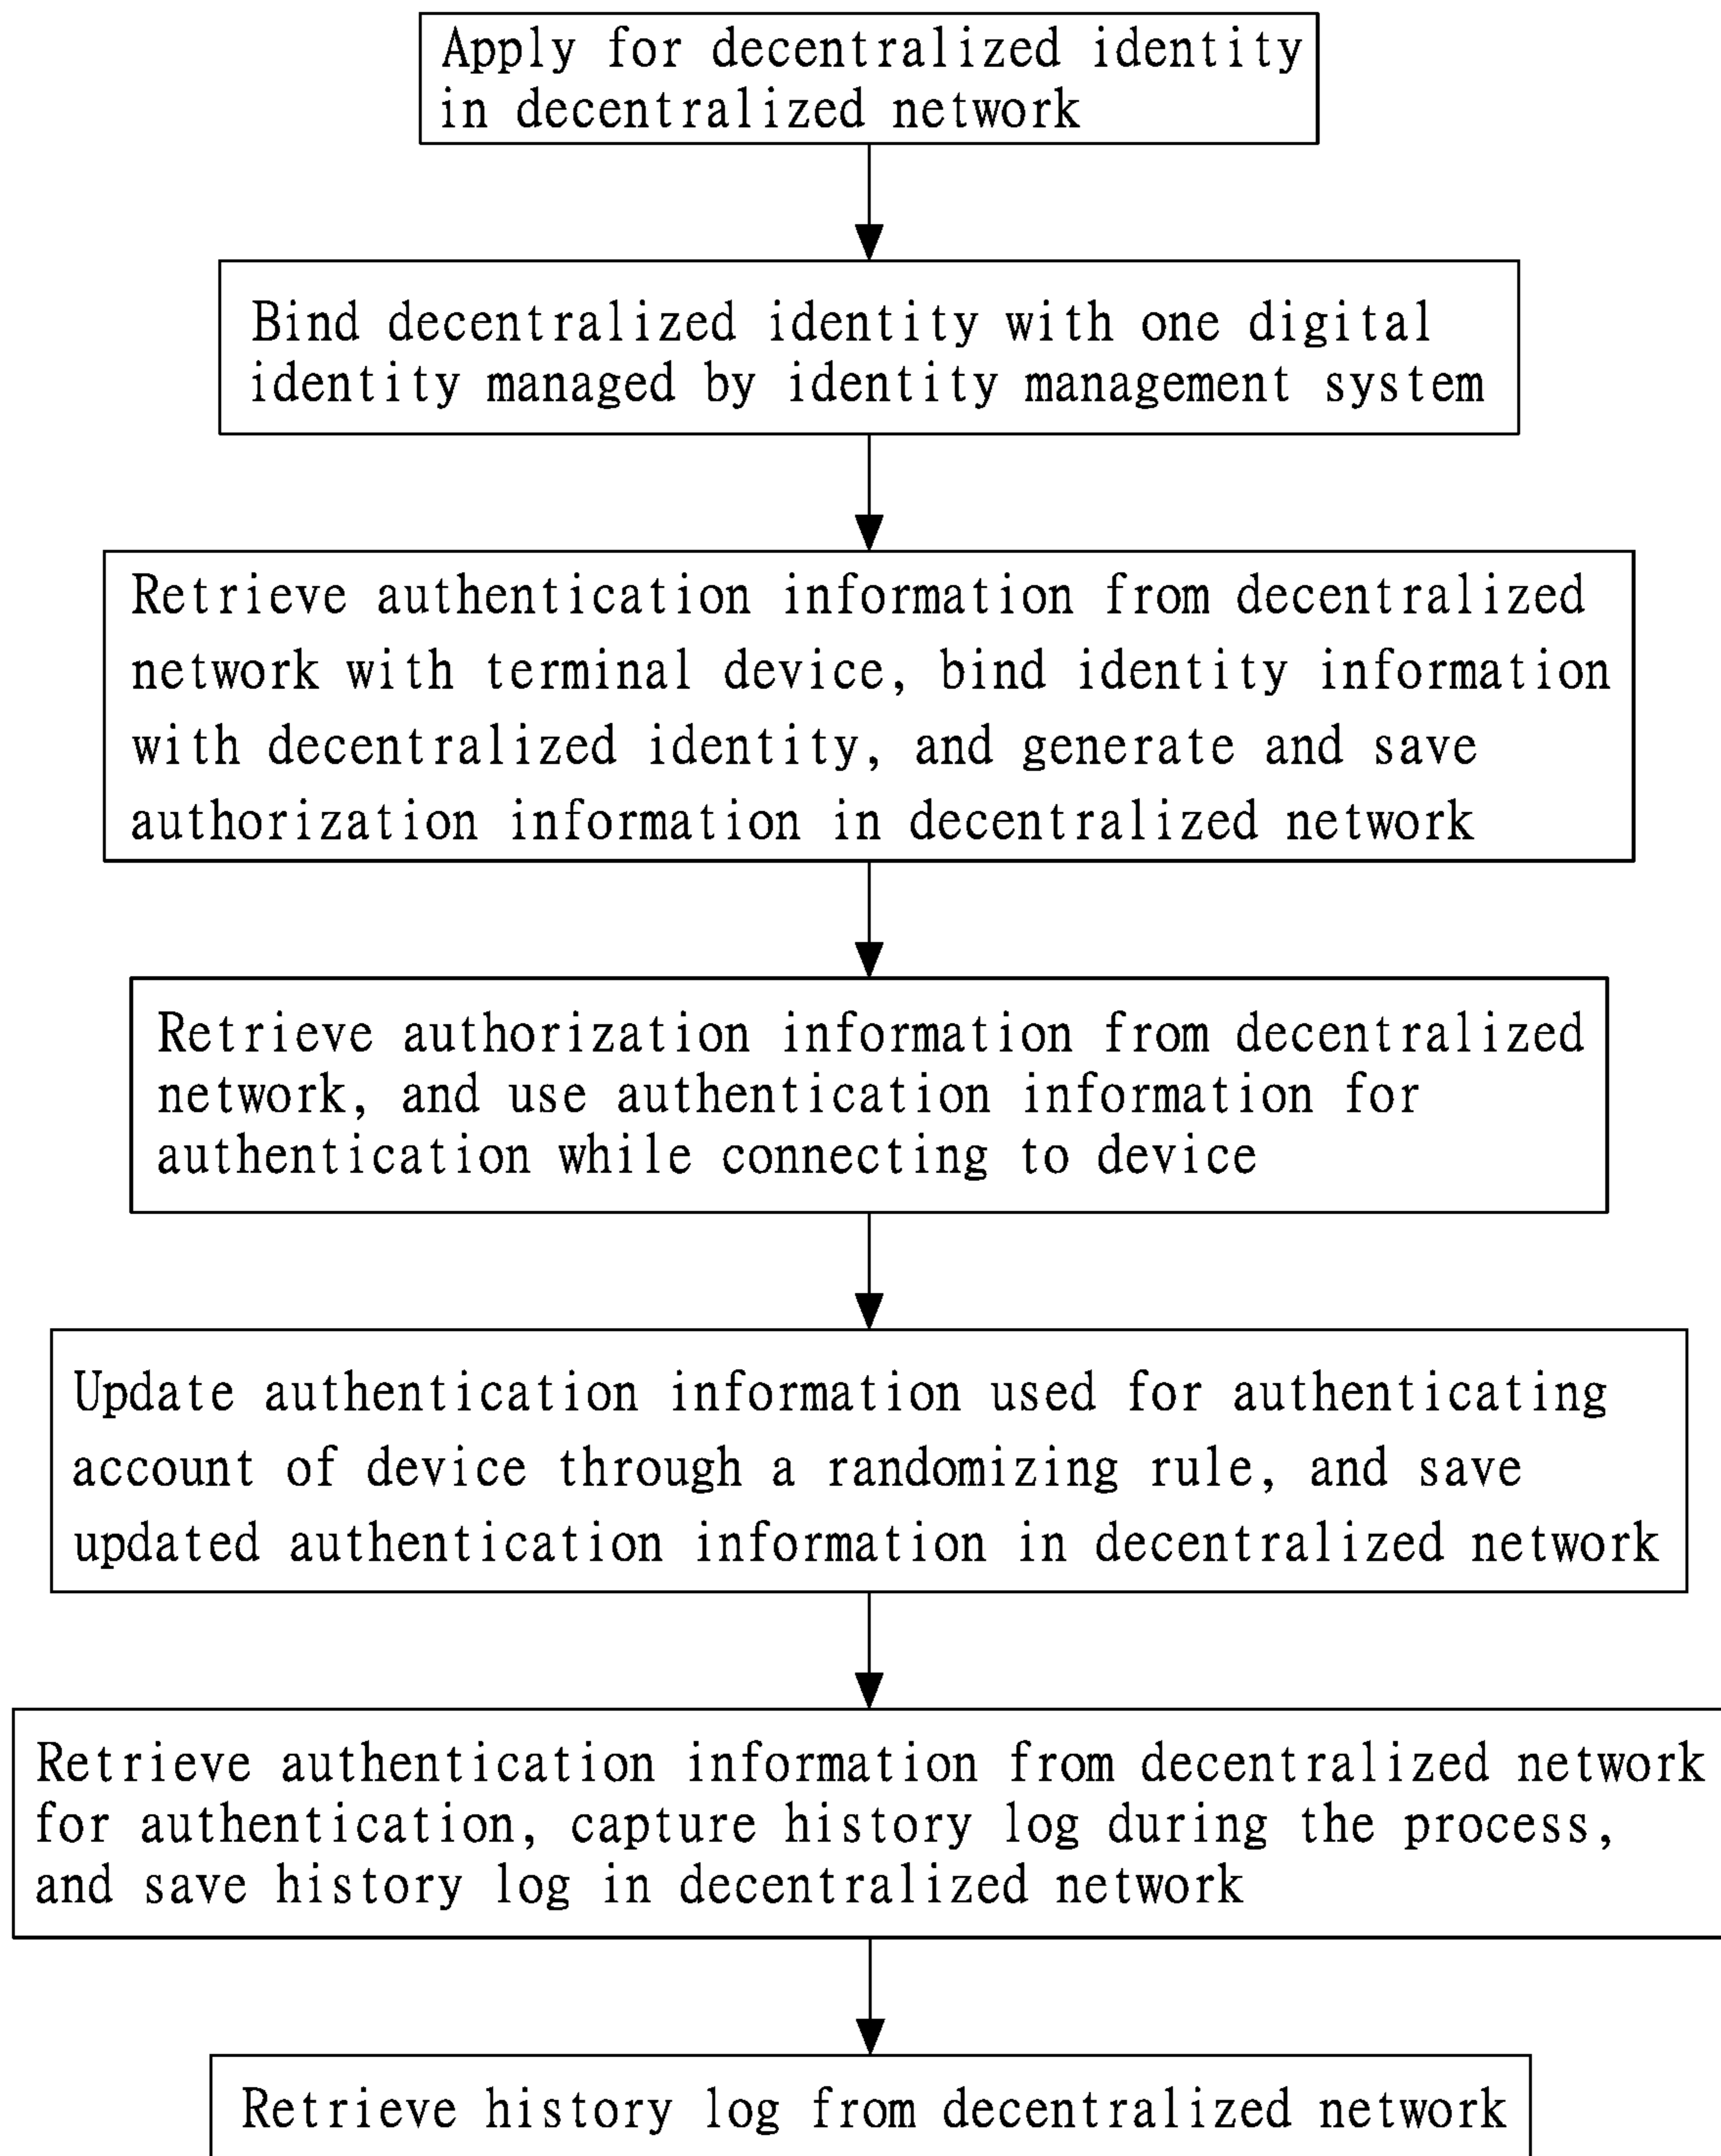 Apply for decentralized identity
in decentralized network
Bind decentralized identity with one digital
identity managed by identity management system
Retrieve authentication information from decentralized
network with terminal device, bind identity information
with decentralized identity, and generate and save
authorization information in decentralized network
Retrieve authorization information from decentralized
network, and use authentication information for
authentication while connecting to device
Update authentication information used for authenticating
account of device through a randomizing rule, and save
updated authentication information in decentralized network
Retrieve authentication information from decentralized network
for authentication, capture history log during the process,
and save history log in decentralized network
Retrieve history log from decentralized network